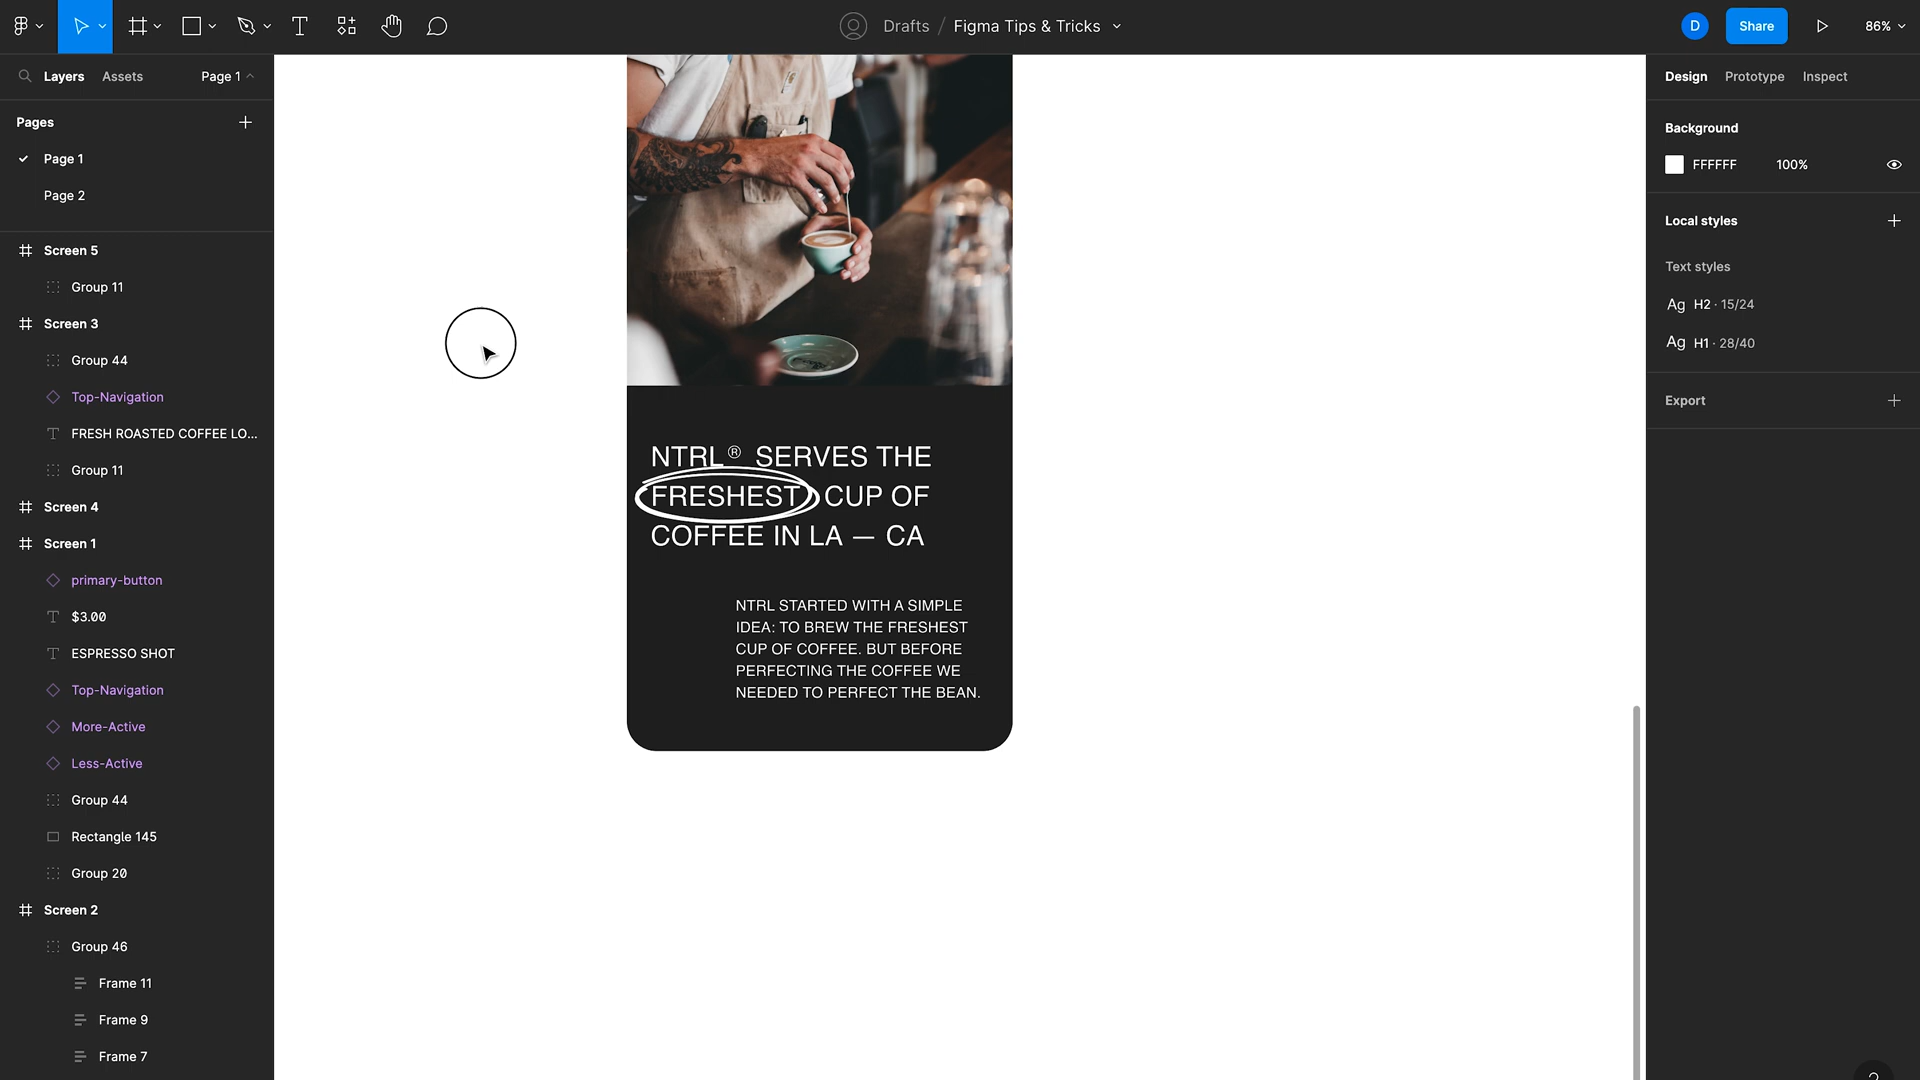 Drafts / Figma Tips & Tricks
D
Share
86%
Layers
Assets
Page 1
Pages
Page 1
Page 2
Screen 5
Group 11
Screen 3
Group 44
Top-Navigation
FRESH ROASTED COFFEE LO...
Group 11
Screen 4
Screen 1
primary-button
$3.00
ESPRESSO SHOT
Top-Navigation
More-Active
Less-Active
Group 44
Rectangle 145
Group 20
Screen 2
Group 46
Frame 11
Frame 9
Frame 7
NTRL® SERVES THE
FRESHEST CUP OF
COFFEE IN LA — CA
NTRL STARTED WITH A SIMPLE
IDEA: TO BREW THE FRESHEST
CUP OF COFFEE. BUT BEFORE
PERFECTING THE COFFEE WE
NEEDED TO PERFECT THE BEAN.
Design
Prototype
Inspect
Background
FFFFFF 100%
Local styles
Text styles
Ag H2 · 15/24
Ag H1 · 28/40
Export
?